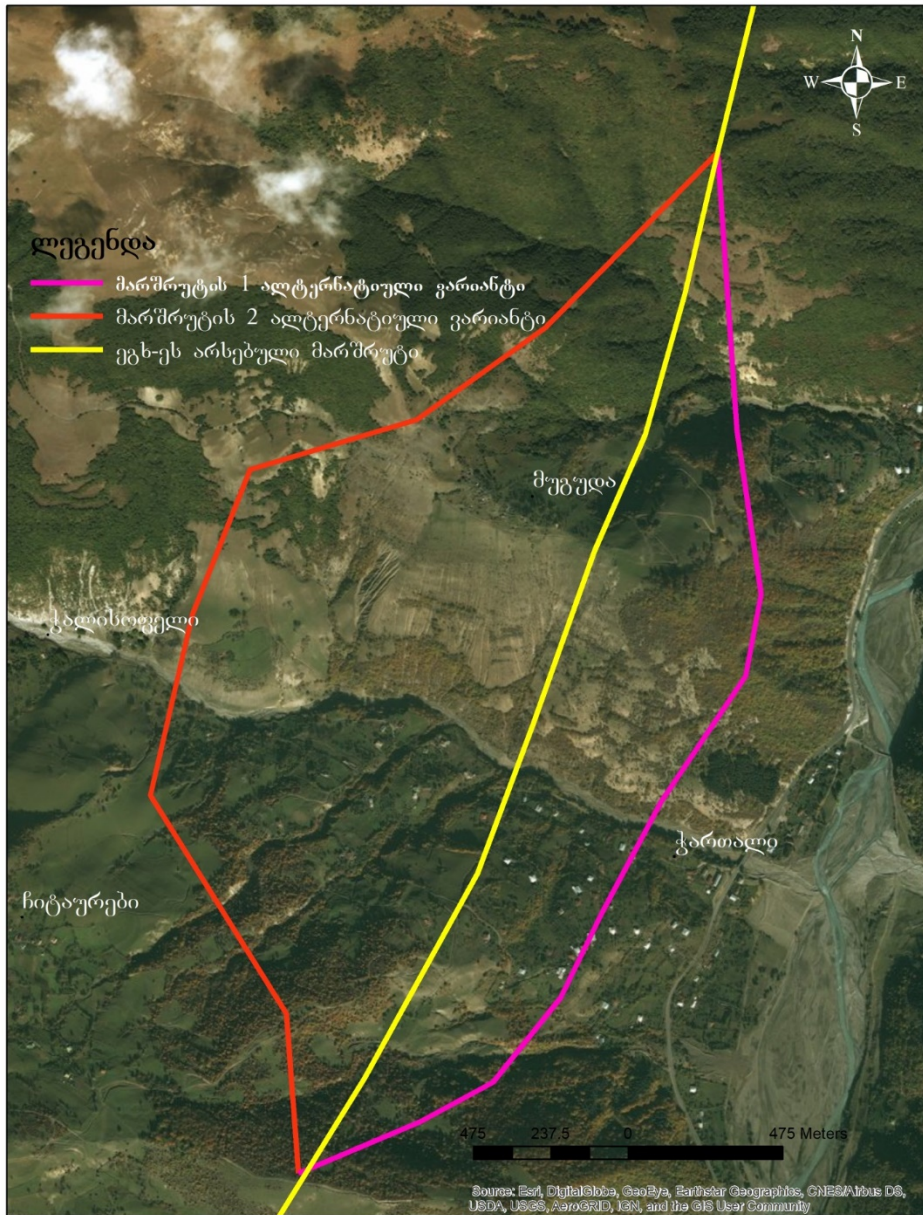 N
W E
S
ლეგენდა
მარშრუტის 1 ალტერნატიული ვარიანტი
მარშრუტის 2 ალტერნატიული ვარიანტი
ეგხ-ეს არსებული მარშრუტი
მუგუდა
ჭალისოფელი
ჭართალი
ჩიტაურები
475 237.5 0 475 Meters
Source: Esri, DigitalGlobe, GeoEye, Earthstar Geographics, CNES/Airbus DS,
USDA, USGS, AeroGRID, IGN, and the GIS User Community